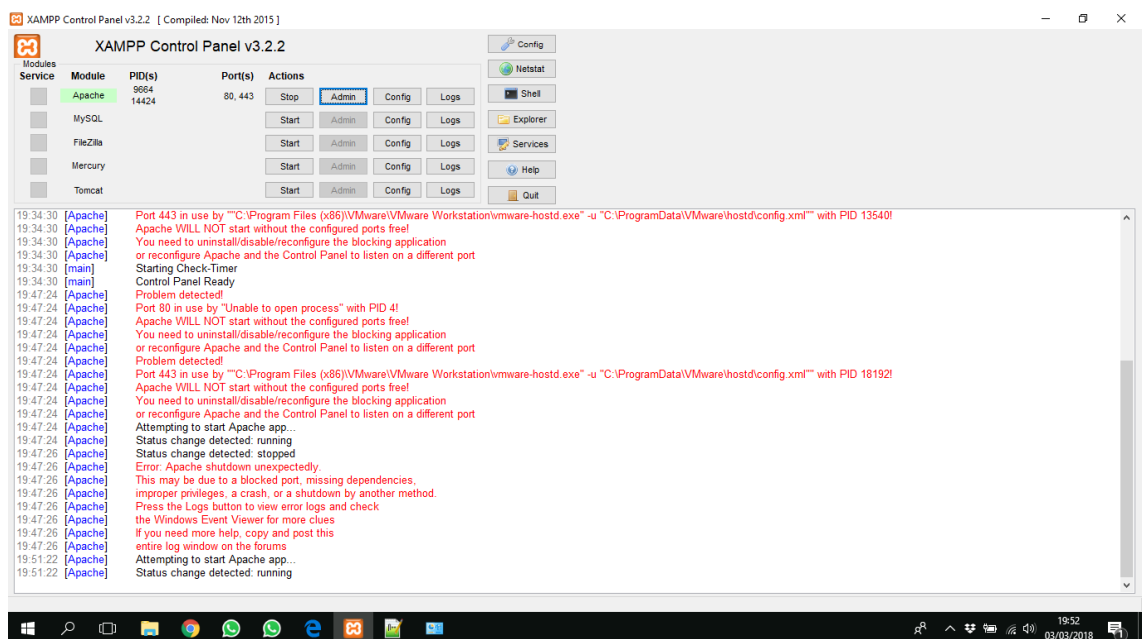 XAMPP Control Panel v3.2.2 [ Compiled: Nov 12th 2015 ]
XAMPP Control Panel v3.2.2
Config
Modules
Service Module PID(s) Port(s) Actions
Netstat
Apache 9664 14424 80, 443 Stop Admin Config Logs
Shell
MySQL Start Admin Config Logs
Explorer
FileZilla Start Admin Config Logs
Services
Mercury Start Admin Config Logs
Help
Tomcat Start Admin Config Logs
Quit
19:34:30 [Apache] Port 443 in use by ""C:\Program Files (x86)\VMware\VMware Workstation\vmware-hostd.exe" -u "C:\ProgramData\VMware\hostd\config.xml"" with PID 13540!
19:34:30 [Apache] Apache WILL NOT start without the configured ports free!
19:34:30 [Apache] You need to uninstall/disable/reconfigure the blocking application
19:34:30 [Apache] or reconfigure Apache and the Control Panel to listen on a different port
19:34:30 [main] Starting Check-Timer
19:34:30 [main] Control Panel Ready
19:47:24 [Apache] Problem detected!
19:47:24 [Apache] Port 80 in use by "Unable to open process" with PID 4!
19:47:24 [Apache] Apache WILL NOT start without the configured ports free!
19:47:24 [Apache] You need to uninstall/disable/reconfigure the blocking application
19:47:24 [Apache] or reconfigure Apache and the Control Panel to listen on a different port
19:47:24 [Apache] Problem detected!
19:47:24 [Apache] Port 443 in use by ""C:\Program Files (x86)\VMware\VMware Workstation\vmware-hostd.exe" -u "C:\ProgramData\VMware\hostd\config.xml"" with PID 18192!
19:47:24 [Apache] Apache WILL NOT start without the configured ports free!
19:47:24 [Apache] You need to uninstall/disable/reconfigure the blocking application
19:47:24 [Apache] or reconfigure Apache and the Control Panel to listen on a different port
19:47:24 [Apache] Attempting to start Apache app...
19:47:24 [Apache] Status change detected: running
19:47:26 [Apache] Status change detected: stopped
19:47:26 [Apache] Error: Apache shutdown unexpectedly.
19:47:26 [Apache] This may be due to a blocked port, missing dependencies,
19:47:26 [Apache] improper privileges, a crash, or a shutdown by another method.
19:47:26 [Apache] Press the Logs button to view error logs and check
19:47:26 [Apache] the Windows Event Viewer for more clues
19:47:26 [Apache] If you need more help, copy and post this
19:47:26 [Apache] entire log window on the forums
19:51:22 [Apache] Attempting to start Apache app...
19:51:22 [Apache] Status change detected: running
19:52
03/03/2018